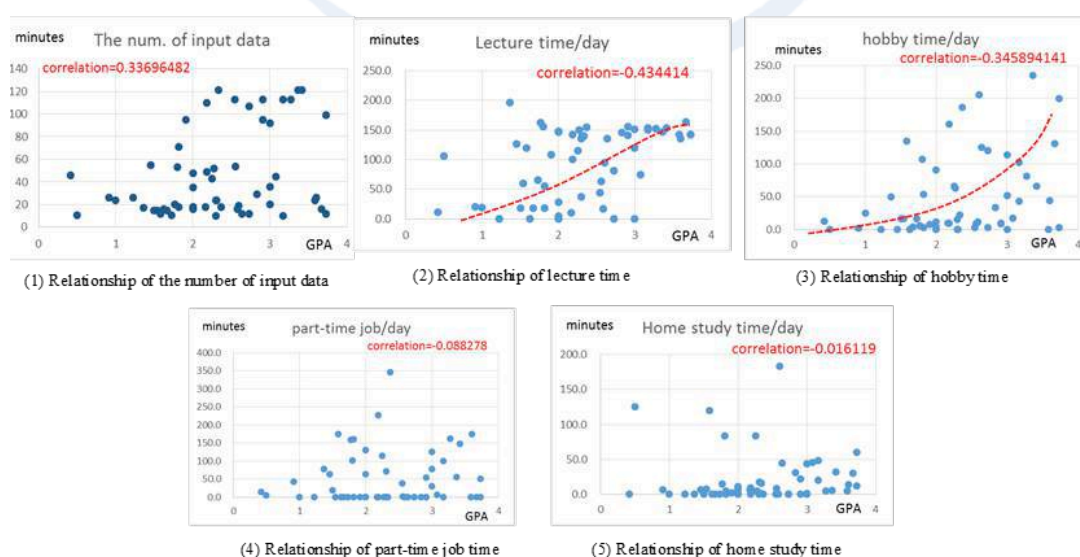 minutes
The num. of input data
correlation=0.33696482
140
120
100
80
60
40
20
0
0
1
2
3
4
GPA
(1) Relationship of the number of input data
minutes
Lecture time/day
correlation=-0.434414
250.0
200.0
150.0
100.0
50.0
0.0
0
1
2
3
4
GPA
(2) Relationship of lecture time
minutes
hobby time/day
correlation=-0.345894141
250.0
200.0
150.0
100.0
50.0
0.0
0
1
2
3
4
GPA
(3) Relationship of hobby time
minutes
part-time job/day
correlation=-0.088278
400.0
350.0
300.0
250.0
200.0
150.0
100.0
50.0
0.0
0
1
2
3
4
GPA
(4) Relationship of part-time job time
minutes
Home study time/day
correlation=-0.016119
200.0
150.0
100.0
50.0
0.0
0
1
2
3
4
GPA
(5) Relationship of home study time